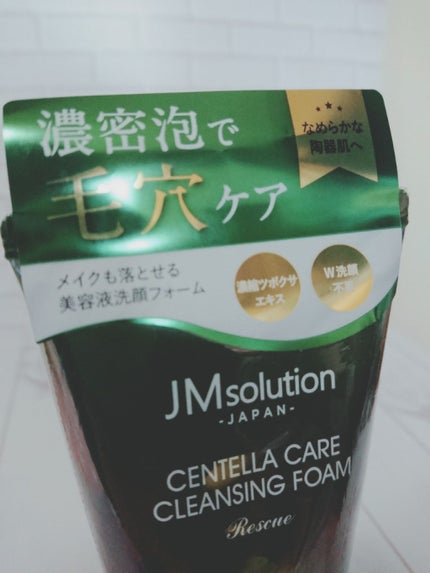 濃密泡で
毛穴ケア
なめらかな
陶器肌へ
メイクも落とせる
美容液洗顔フォーム
濃縮ツボクサ
エキス
W洗顔
不要
JMsolution
-JAPAN-
CENTELLA CARE
CLEANSING FOAM
Rescue